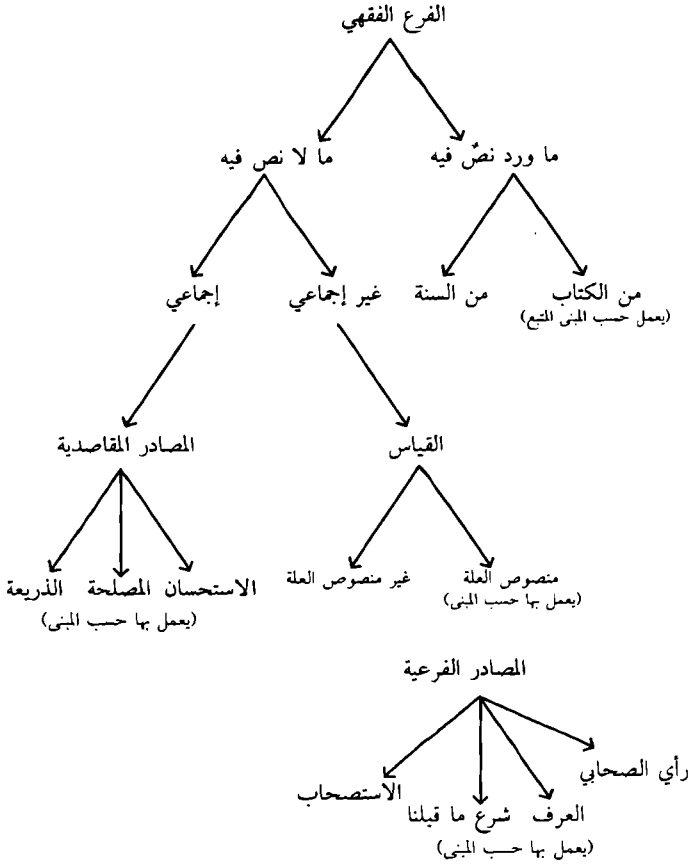 الفرع الفقهي
ما ورد نصٌ فيه
ما لا نص فيه
من الكتاب
من السنة
غير إجماعي
إجماعي
(يعمل حسب المبنى المتبع)
القياس
المصادر المقاصدية
منصوص العلة
غير منصوص العلة
(يعمل بها حسب المبنى)
الاستحسان
المصلحة
الذريعة
(يعمل بها حسب المبنى)
المصادر الفرعية
رأي الصحابي
العرف
شرع ما قبلنا
الاستصحاب
(يعمل بها حسب المبنى)